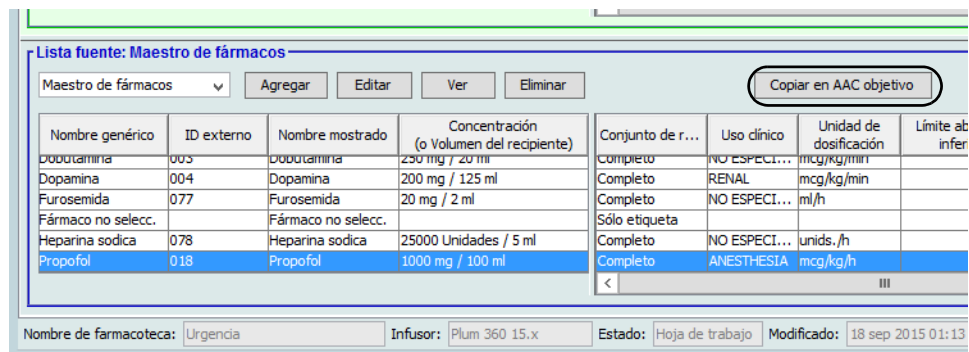 Lista fuente: Maestro de fármacos
Maestro de fármacos Agregar Editar Ver Eliminar Copiar en AAC objetivo
Nombre genérico ID externo Nombre mostrado Concentración (o Volumen del recipiente) Conjunto de r... Uso clínico Unidad de dosificación Límite ab inferi
Dobutamina 003 Dobutamina 250 mg / 20 ml Completo NO ESPECI... mcg/kg/min
Dopamina 004 Dopamina 200 mg / 125 ml Completo RENAL mcg/kg/min
Furosemida 077 Furosemida 20 mg / 2 ml Completo NO ESPECI... ml/h
Fármaco no selecc. Fármaco no selecc. Sólo etiqueta
Heparina sodica 078 Heparina sodica 25000 Unidades / 5 ml Completo NO ESPECI... unids./h
Propofol 018 Propofol 1000 mg / 100 ml Completo ANESTHESIA mcg/kg/h
Nombre de farmacoteca: Urgencia Infusor: Plum 360 15.x Estado: Hoja de trabajo Modificado: 18 sep 2015 01:13